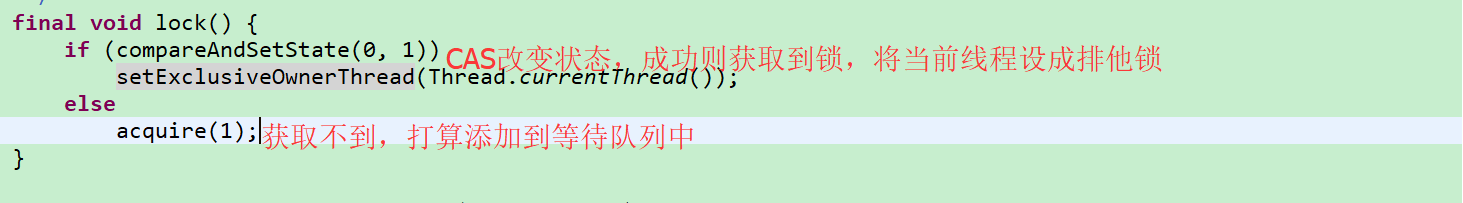 final void lock() {
if (compareAndSetState(0, 1)) CAS改变状态，成功则获取到锁，将当前线程设成排他锁
setExclusiveOwnerThread(Thread.currentThread());
else
acquire(1); 获取不到，打算添加到等待队列中
}